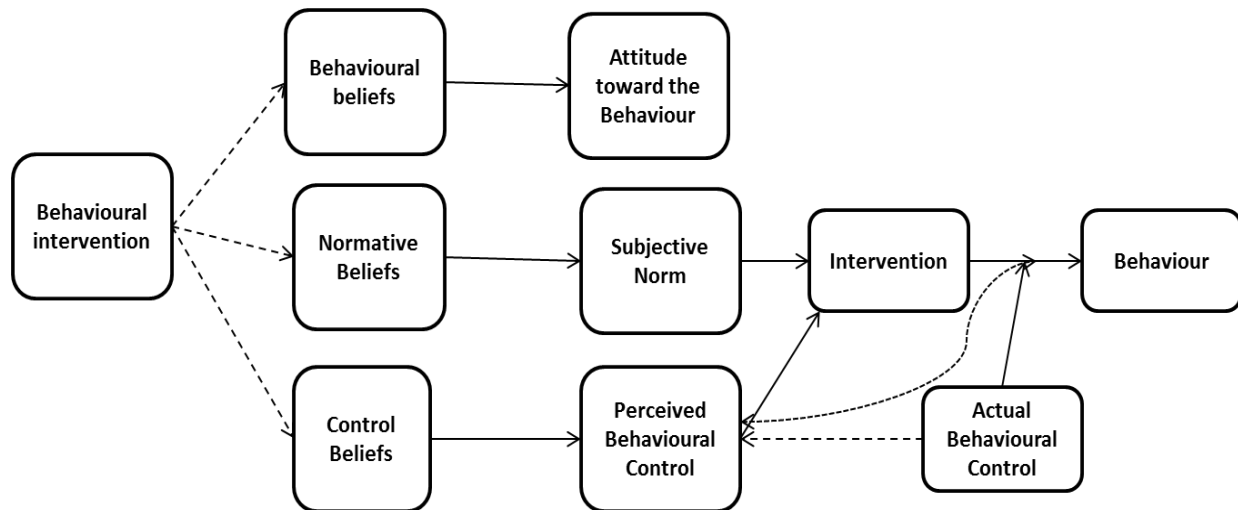 Behavioural
intervention
Behavioural
beliefs
Attitude
toward the
Behaviour
Normative
Beliefs
Subjective
Norm
Intervention
Behaviour
Control
Beliefs
Perceived
Behavioural
Control
Actual
Behavioural
Control